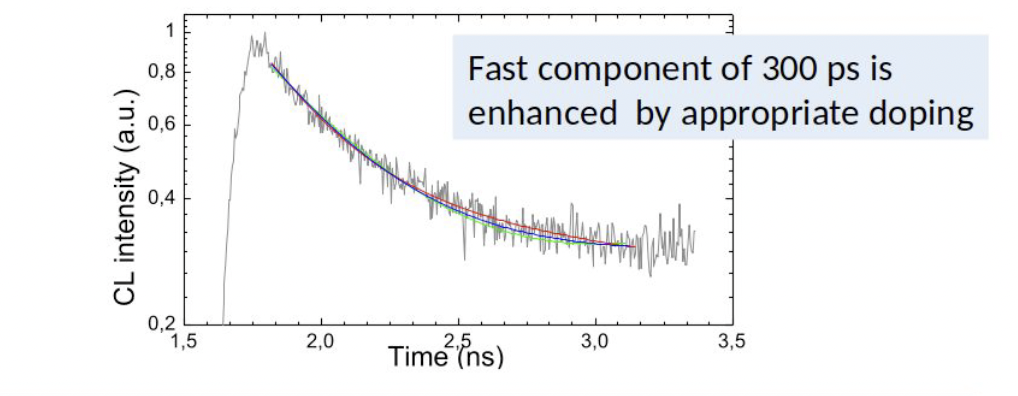 1
0,8
0,6
0,4
0,2
CL intensity (a.u.)
Fast component of 300 ps is
enhanced by appropriate doping
1,5 2,0 2,5 3,0 3,5
Time (ns)